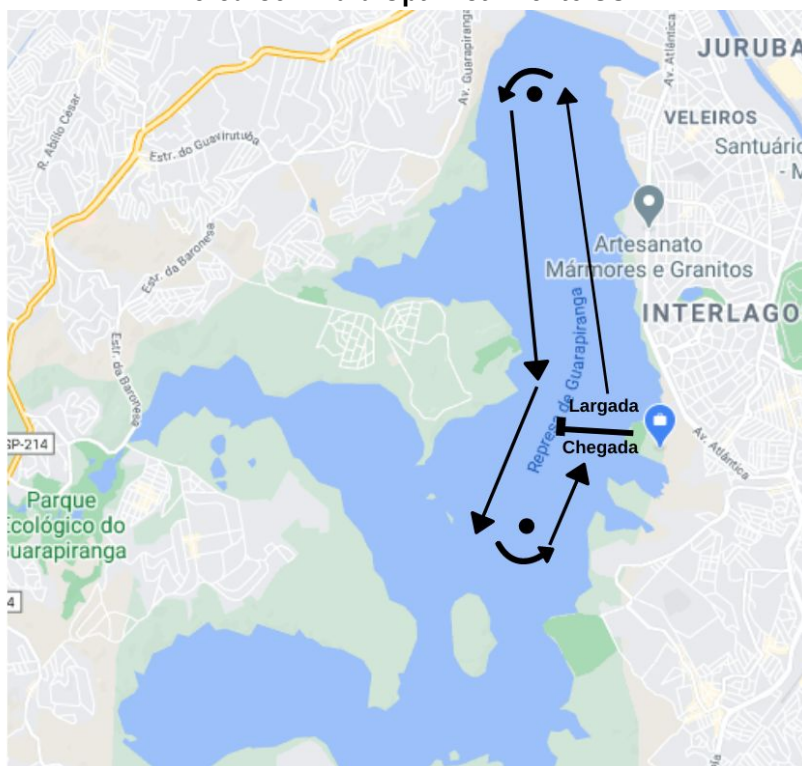 JURUBA
Av. Atlântica
Av. Guarapiranga
R. Abílio César
VELEIROS
Estr. do Guavirutuba
Santuário
- M
Artesanato
Mármores e Granitos
Estr. da Baronesa
INTERLAGO
Estr. da Baronesa
Represa de Guarapiranga
Largada
Chegada
SP-214
Av. Atlântica
Parque
Ecológico do
Guarapiranga
4